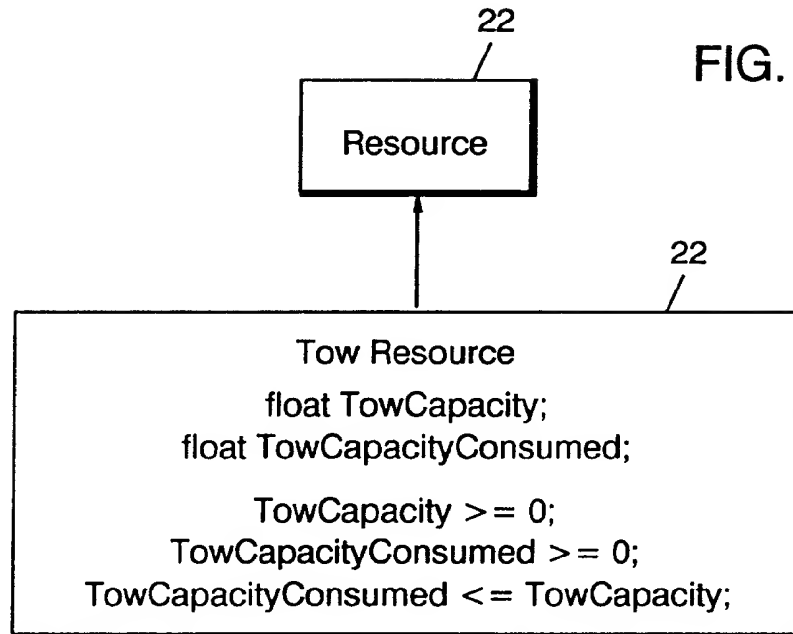 22
FIG.
Resource
22
Tow Resource
float TowCapacity;
float TowCapacityConsumed;
TowCapacity >= 0;
TowCapacityConsumed >= 0;
TowCapacityConsumed <= TowCapacity;